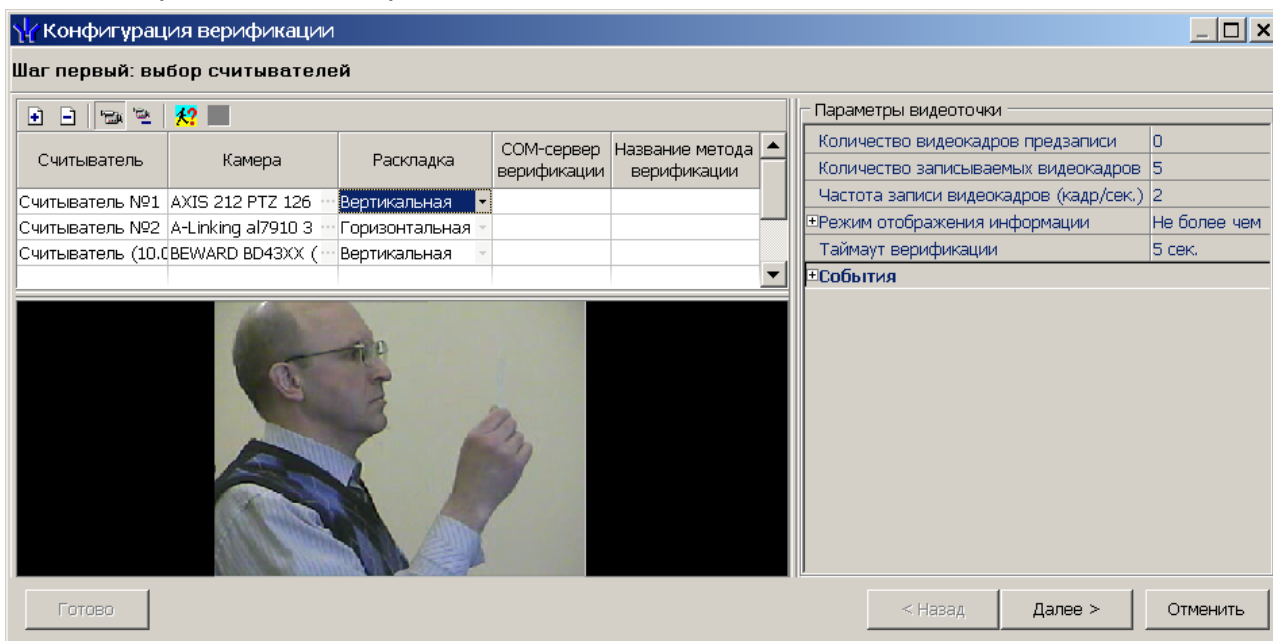 Конфигурация верификации
Шаг первый: выбор считывателей
Считыватель Камера Раскладка COM-сервер верификации Название метода верификации
Считыватель №1 AXIS 212 PTZ 126 ... Вертикальная
Считыватель №2 A-Linking al7910 3 ... Горизонтальная
Считыватель (10.0 BEWARD BD43XX ( ... Вертикальная
Параметры видеоточки
Количество видеокадров предзаписи 0
Количество записываемых видеокадров 5
Частота записи видеокадров (кадр/сек.) 2
Режим отображения информации Не более чем
Таймаут верификации 5 сек.
События
Готово
< Назад
Далее >
Отменить